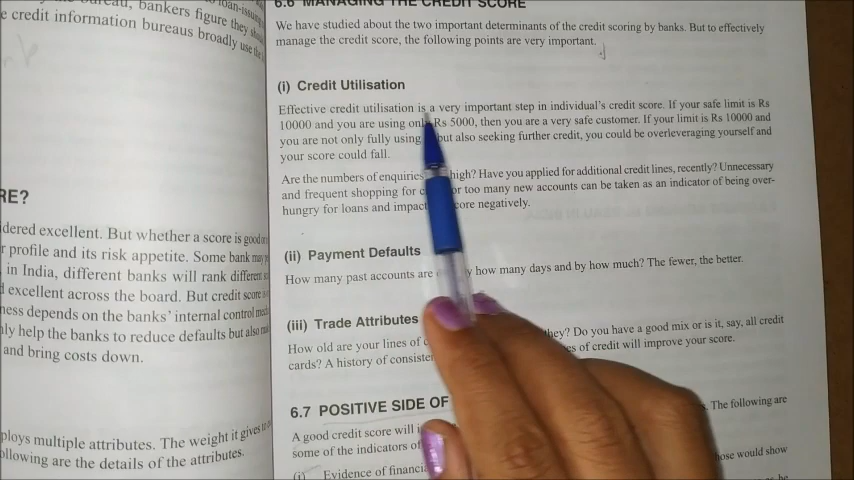 bureau, bankers figure they
e credit information bureaus broadly use the
RE?
dered excellent. But whether a score is good
r profile and its risk appetite. Some bank may
in India, different banks will rank different
excellent across the board. But credit score is
ness depends on the banks' internal control
ly help the banks to reduce defaults but also
and bring costs down.
ploys multiple attributes. The weight it gives to
ollowing are the details of the attributes.
6.6 MANAGING THE CREDIT SCORE
We have studied about the two important determinants of the credit scoring by banks. But to effectively
manage the credit score, the following points are very important.
(i) Credit Utilisation
Effective credit utilisation is a very important step in individual's credit score. If your safe limit is Rs
10000 and you are using only Rs 5000, then you are a very safe customer. If your limit is Rs 10000 and
you are not only fully using but also seeking further credit, you could be overleveraging yourself and
your score could fall.
Are the numbers of enquiries high? Have you applied for additional credit lines, recently? Unnecessary
and frequent shopping for or too many new accounts can be taken as an indicator of being over-
hungry for loans and impact score negatively.
(ii) Payment Defaults
How many past accounts are how many days and by how much? The fewer, the better.
(iii) Trade Attributes
How old are your lines of they? Do you have a good mix or is it, say, all credit
cards? A history of consistent of credit will improve your score.
6.7 POSITIVE SIDE OF
A good credit score will The following are
some of the indicators of
(i) Evidence of financial those would show